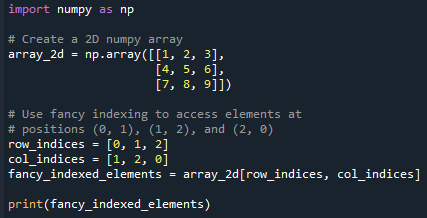 import numpy as np

# Create a 2D numpy array
array_2d = np.array([[1, 2, 3],
                     [4, 5, 6],
                     [7, 8, 9]])

# Use fancy indexing to access elements at
# positions (0, 1), (1, 2), and (2, 0)
row_indices = [0, 1, 2]
col_indices = [1, 2, 0]
fancy_indexed_elements = array_2d[row_indices, col_indices]

print(fancy_indexed_elements)